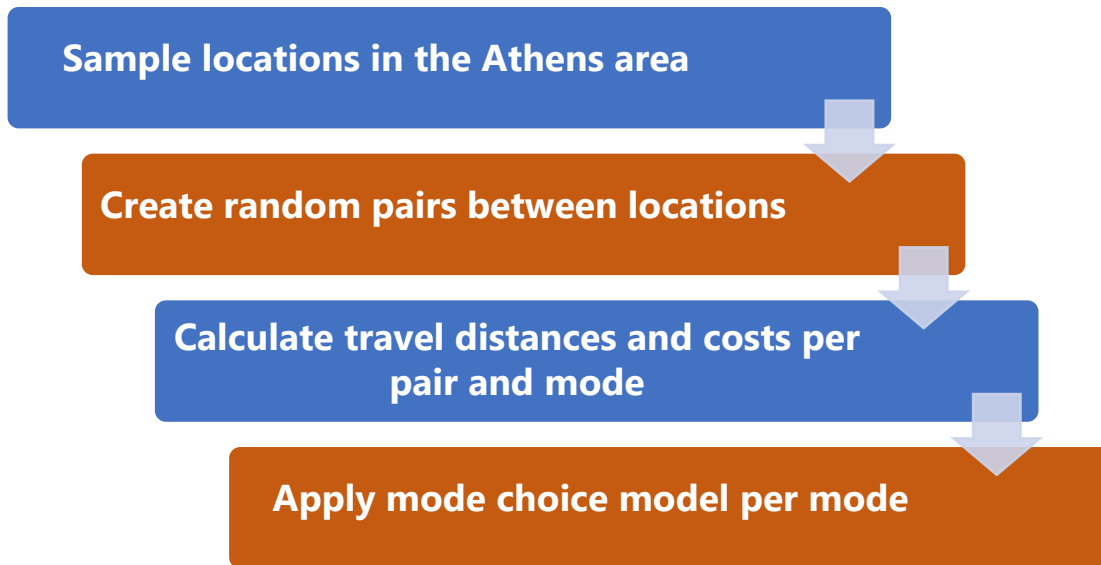 Sample locations in the Athens area
Create random pairs between locations
Calculate travel distances and costs per
pair and mode
Apply mode choice model per mode